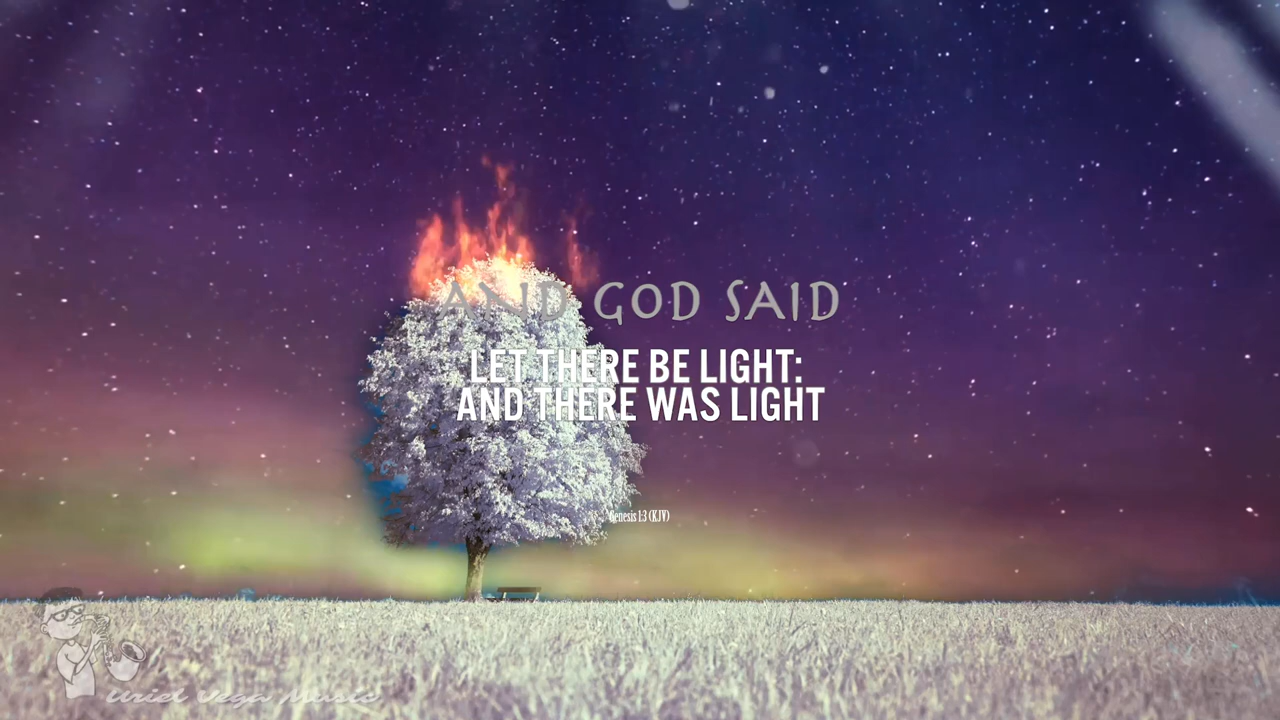 AND GOD SAID
LET THERE BE LIGHT:
AND THERE WAS LIGHT
Genesis 1:3 (KJV)
Uriel Vega Music